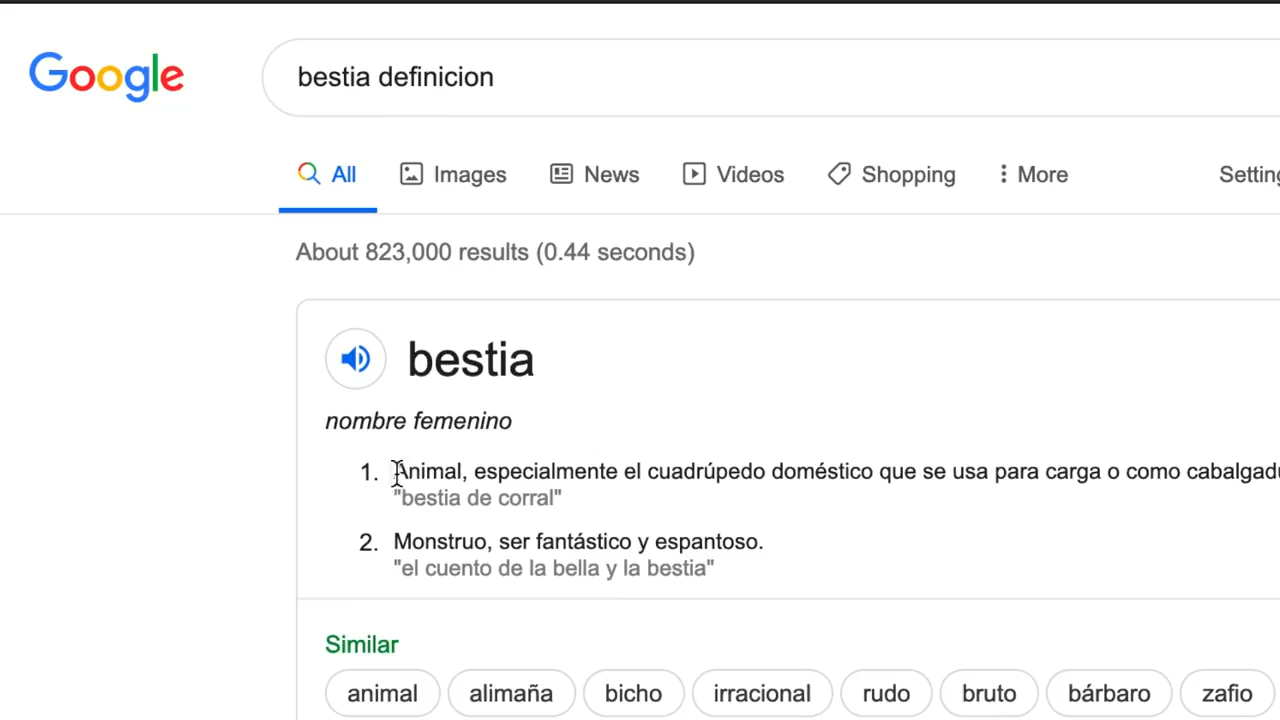 Google
bestia definicion
All Images News Videos Shopping More
About 823,000 results (0.44 seconds)
bestia
nombre femenino
1. Animal, especialmente el cuadrúpedo doméstico que se usa para carga o como
"bestia de corral"
2. Monstruo, ser fantástico y espantoso.
"el cuento de la bella y la bestia"
Similar
animal alimaña bicho irracional rudo bruto bárbaro zafio